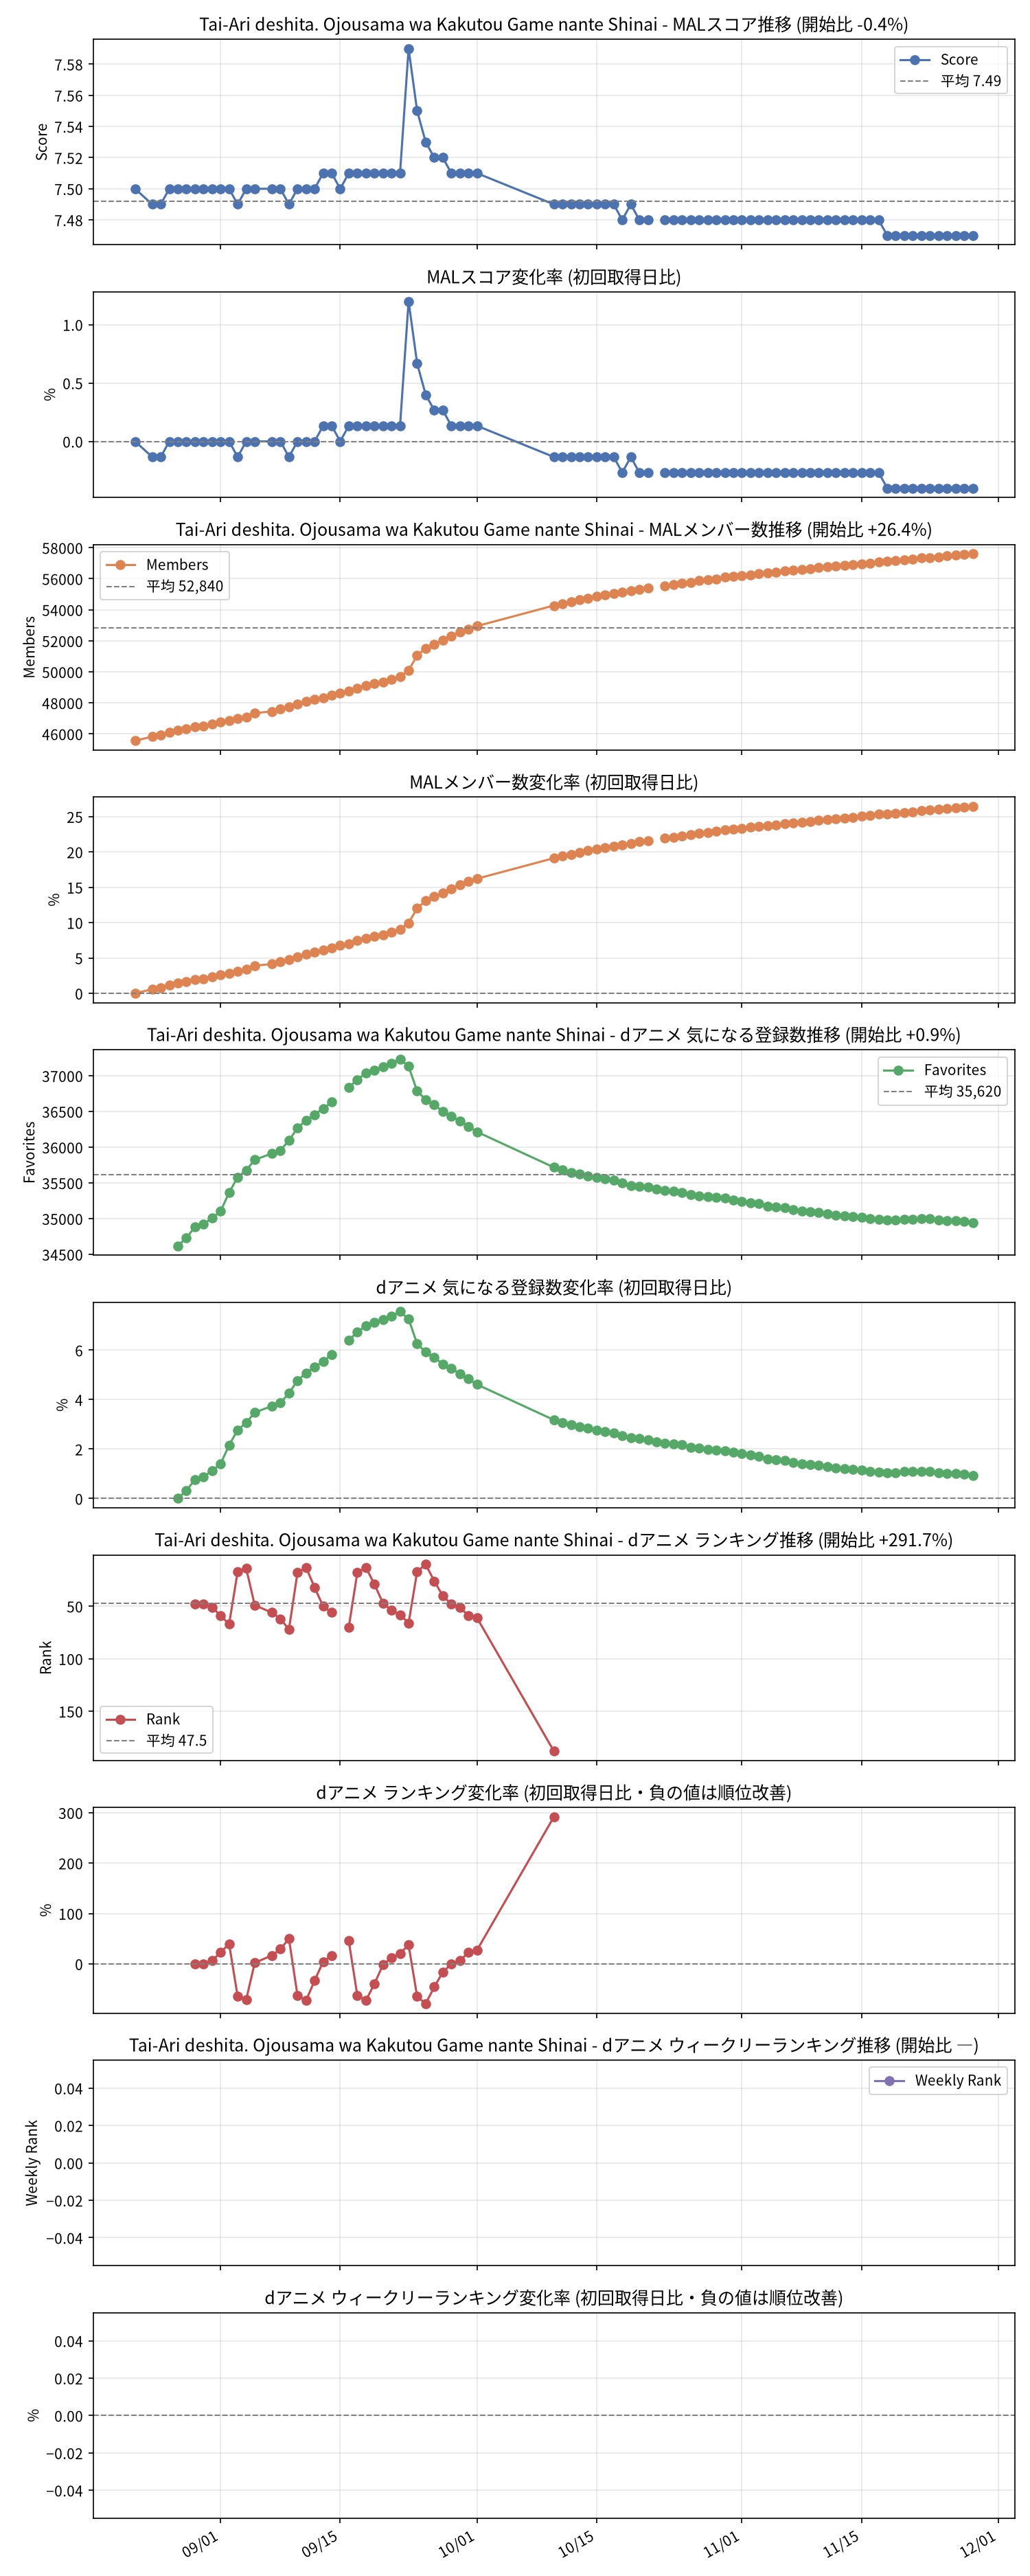 Tai-Ari deshita. Ojousama wa Kakutou Game nante Shinai - MALスコア推移 (開始比 -0.4%)
Score
7.58
7.56
7.54
7.52
7.50
7.48
Score
平均 7.49
MALスコア変化率 (初回取得日比)
%
1.0
0.5
0.0
Tai-Ari deshita. Ojousama wa Kakutou Game nante Shinai - MALメンバー数推移 (開始比 +26.4%)
Members
58000
56000
54000
52000
50000
48000
46000
Members
平均 52,840
MALメンバー数変化率 (初回取得日比)
%
25
20
15
10
5
0
Tai-Ari deshita. Ojousama wa Kakutou Game nante Shinai - dアニメ 気になる登録数推移 (開始比 +0.9%)
Favorites
37000
36500
36000
35500
35000
34500
Favorites
平均 35,620
dアニメ 気になる登録数変化率 (初回取得日比)
%
6
4
2
0
Tai-Ari deshita. Ojousama wa Kakutou Game nante Shinai - dアニメ ランキング推移 (開始比 +291.7%)
Rank
50
100
150
Rank
平均 47.5
dアニメ ランキング変化率 (初回取得日比・負の値は順位改善)
%
300
200
100
0
Tai-Ari deshita. Ojousama wa Kakutou Game nante Shinai - dアニメ ウィークリーランキング推移 (開始比 —)
Weekly Rank
0.04
0.02
0.00
−0.02
−0.04
Weekly Rank
dアニメ ウィークリーランキング変化率 (初回取得日比・負の値は順位改善)
%
0.04
0.02
0.00
−0.02
−0.04
09/01
09/15
10/01
10/15
11/01
11/15
12/01